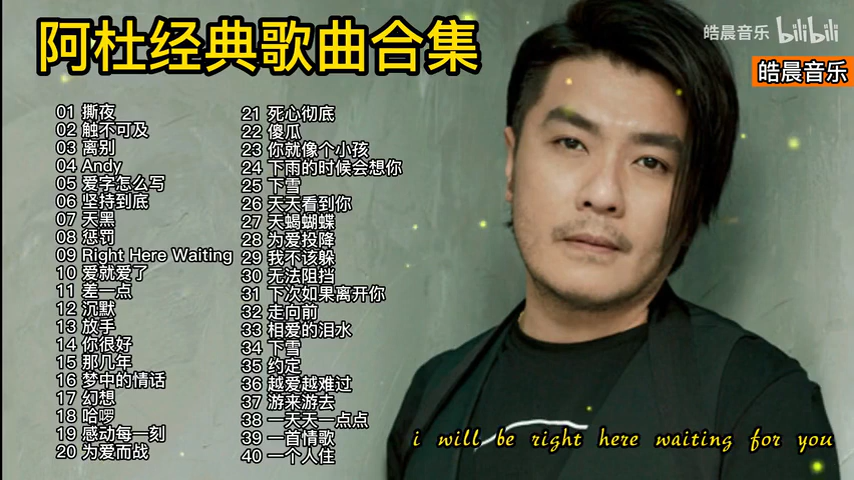 阿杜经典歌曲合集
皓晨音乐 bilibili
皓晨音乐
01 撕夜
02 触不可及
03 离别
04 Andy
05 爱字怎么写
06 坚持到底
07 天黑
08 惩罚
09 Right Here Waiting
10 爱就爱了
11 差一点
12 沉默
13 放手
14 你很好
15 那几年
16 梦中的情话
17 幻想
18 哈啰
19 感动每一刻
20 为爱而战
21 死心彻底
22 傻瓜
23 你就像个小孩
24 下雨的时候会想你
25 下雪
26 天天看到你
27 天蝎蝴蝶
28 为爱投降
29 我不该躲
30 无法阻挡
31 下次如果离开你
32 走向前
33 相爱的泪水
34 下雪
35 约定
36 越爱越难过
37 游来游去
38 一天天一点点
39 一首情歌
40 一个人住
i will be right here waiting for you